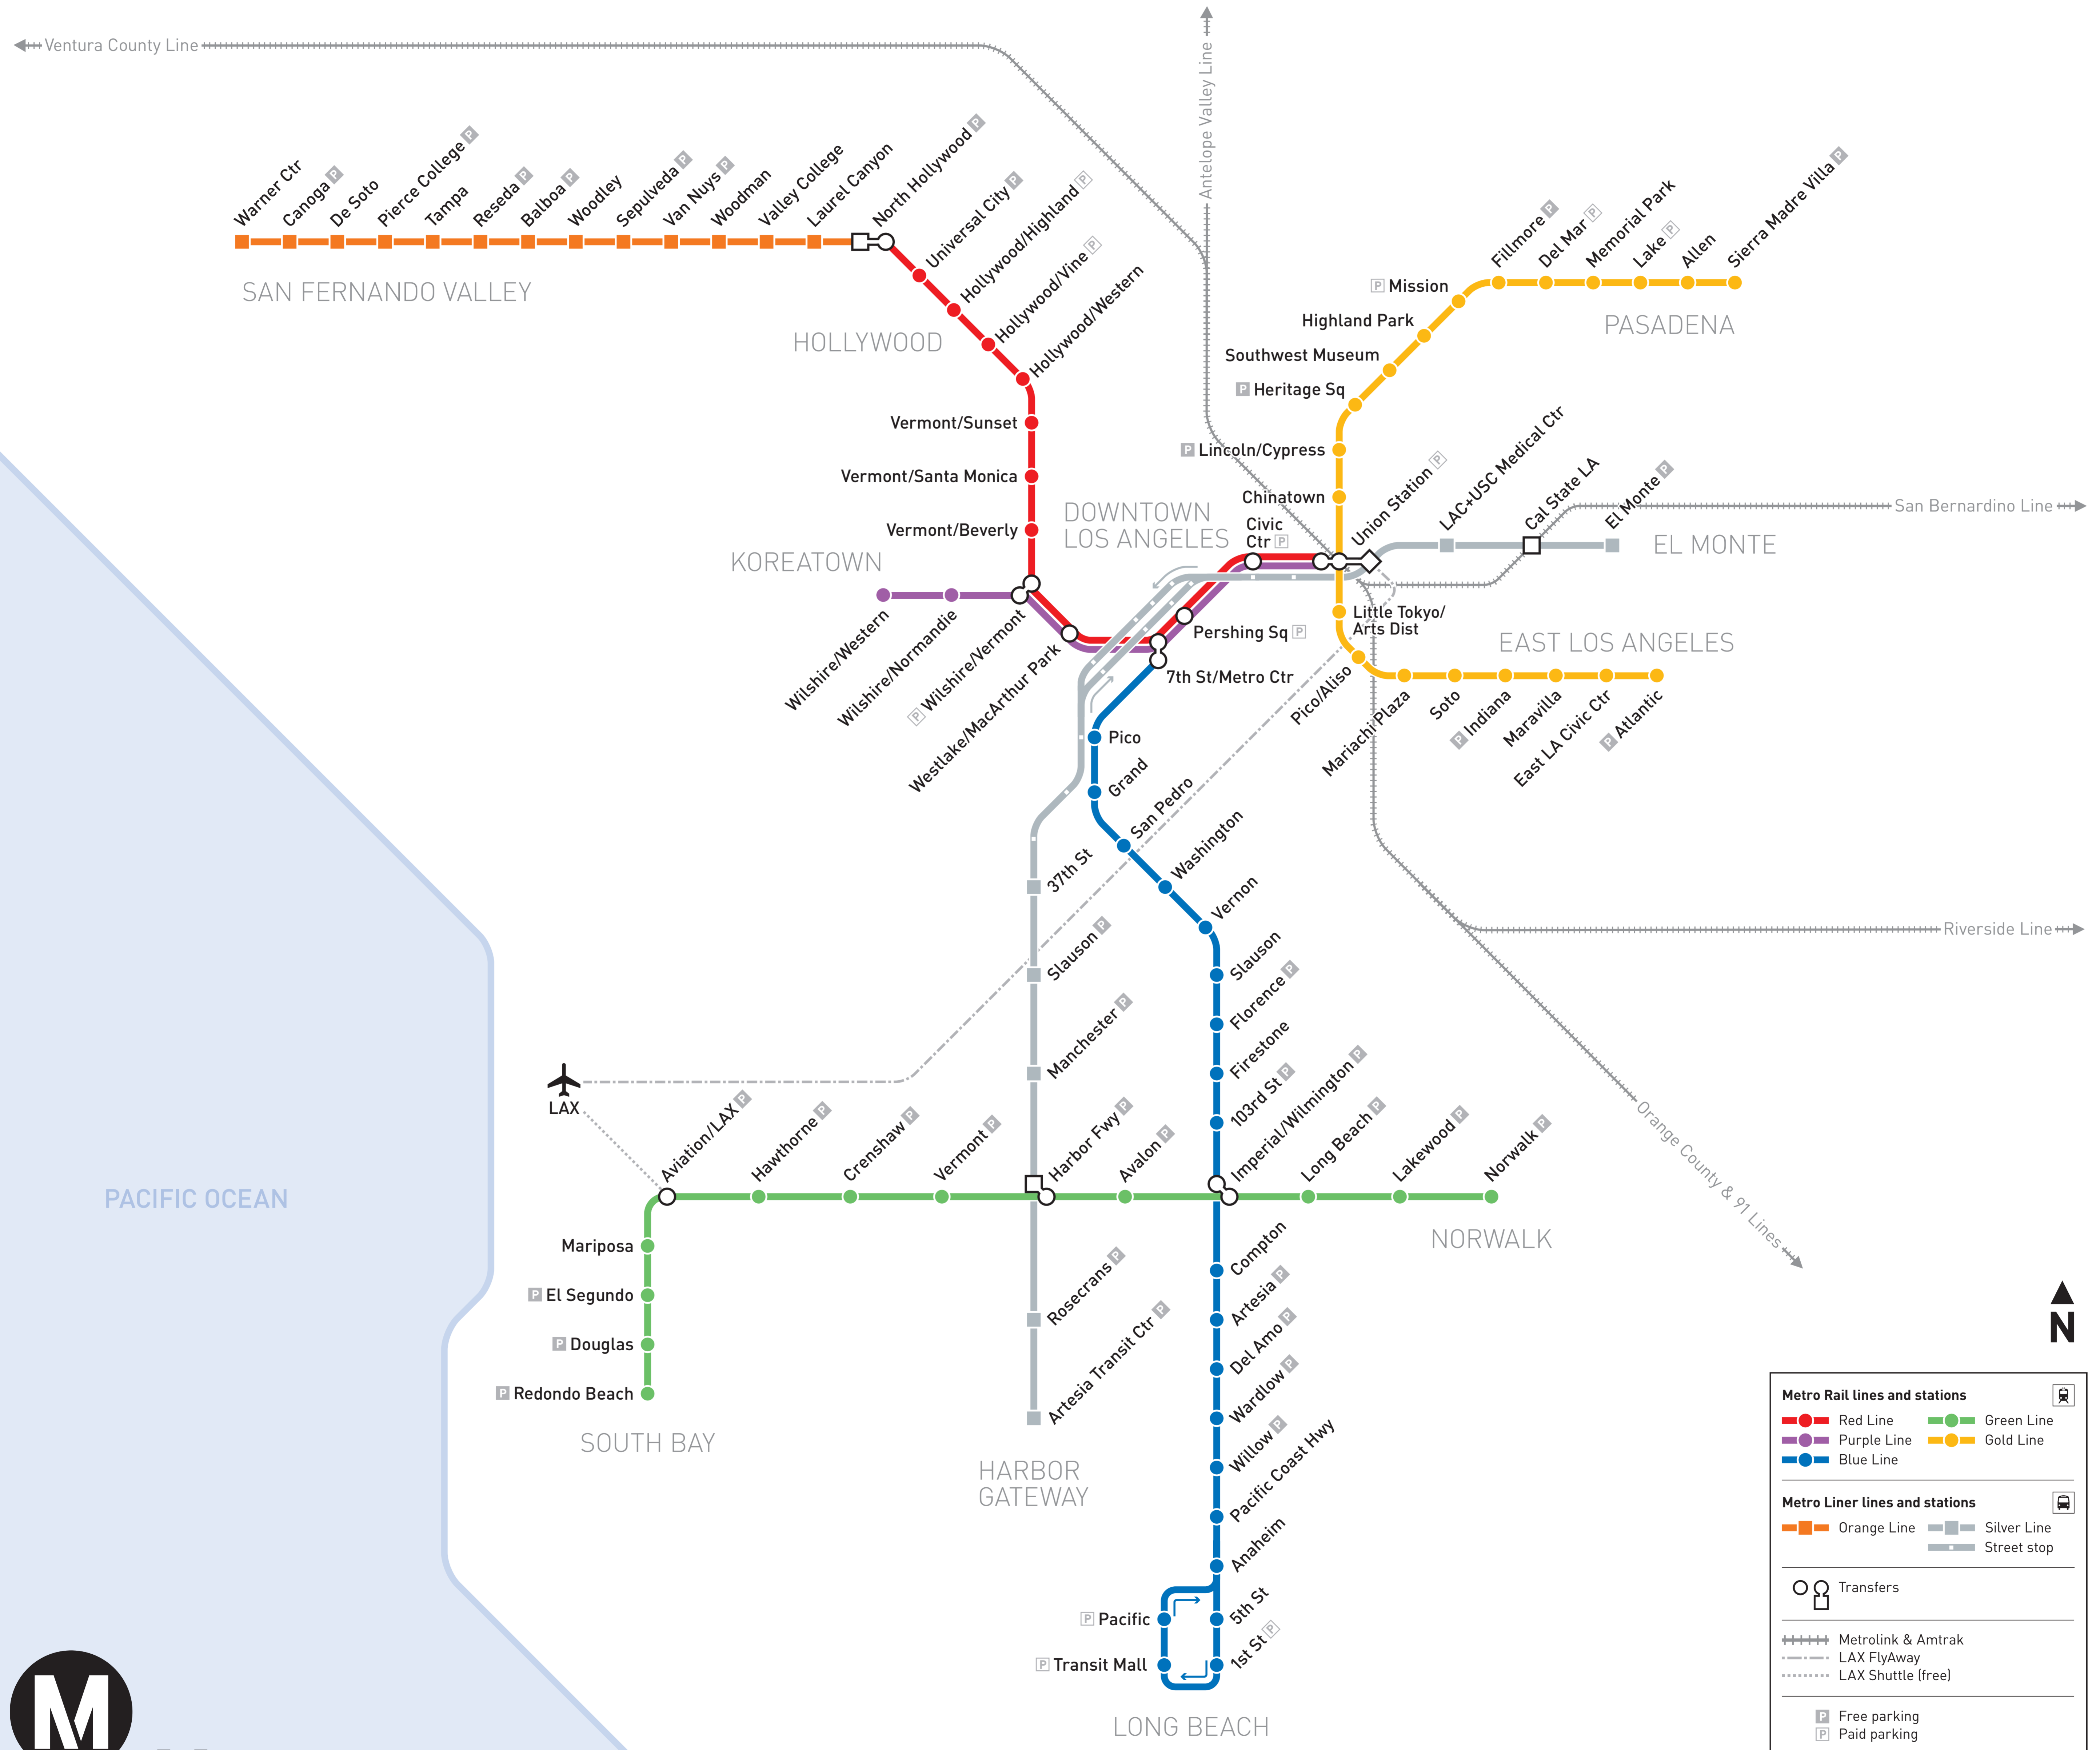 Ventura County Line
Antelope Valley Line
Warner Ctr
Canoga P
De Soto
Pierce College P
Tampa
Reseda P
Balboa P
Woodley
Sepulveda P
Van Nuys P
Woodman
Valley College
Laurel Canyon
North Hollywood P
Universal City P
Hollywood/Highland P
Hollywood/Vine P
Hollywood/Western
SAN FERNANDO VALLEY
HOLLYWOOD
Vermont/Sunset
Vermont/Santa Monica
Vermont/Beverly
KOREATOWN
DOWNTOWN
LOS ANGELES
Wilshire/Western
Wilshire/Normandie
P Wilshire/Vermont
Westlake/MacArthur Park
7th St/Metro Ctr
Pershing Sq P
Civic
Ctr P
Union Station P
Fillmore P
Del Mar P
Memorial Park
Lake P
Allen
Sierra Madre Villa P
P Mission
Highland Park
Southwest Museum
P Heritage Sq
P Lincoln/Cypress
Chinatown
PASADENA
LAC+USC Medical Ctr
Cal State LA
El Monte P
EL MONTE
San Bernardino Line
Little Tokyo/
Arts Dist
EAST LOS ANGELES
Pico/Aliso
Mariachi Plaza
Soto
P Indiana
Maravilla
East LA Civic Ctr
P Atlantic
Pico
Grand
San Pedro
Washington
Vernon
Slauson
Florence P
Firestone
103rd St P
Imperial/Wilmington P
37th St
Slauson P
Manchester P
Harbor Fwy P
Riverside Line
Orange County & 91 Lines
LAX
Aviation/LAX P
Hawthorne P
Crenshaw P
Vermont P
Avalon P
Long Beach P
Lakewood P
Norwalk P
NORWALK
PACIFIC OCEAN
Mariposa
P El Segundo
P Douglas
P Redondo Beach
SOUTH BAY
Rosecrans P
Artesia Transit Ctr P
HARBOR
GATEWAY
Compton
Artesia P
Del Amo P
Wardlow P
Willow P
Pacific Coast Hwy
Anaheim
5th St
1st St P
P Pacific
P Transit Mall
LONG BEACH
N
Metro Rail lines and stations
Red Line
Green Line
Purple Line
Gold Line
Blue Line
Metro Liner lines and stations
Orange Line
Silver Line
Street stop
Transfers
Metrolink & Amtrak
LAX FlyAway
LAX Shuttle (free)
P Free parking
P Paid parking
M